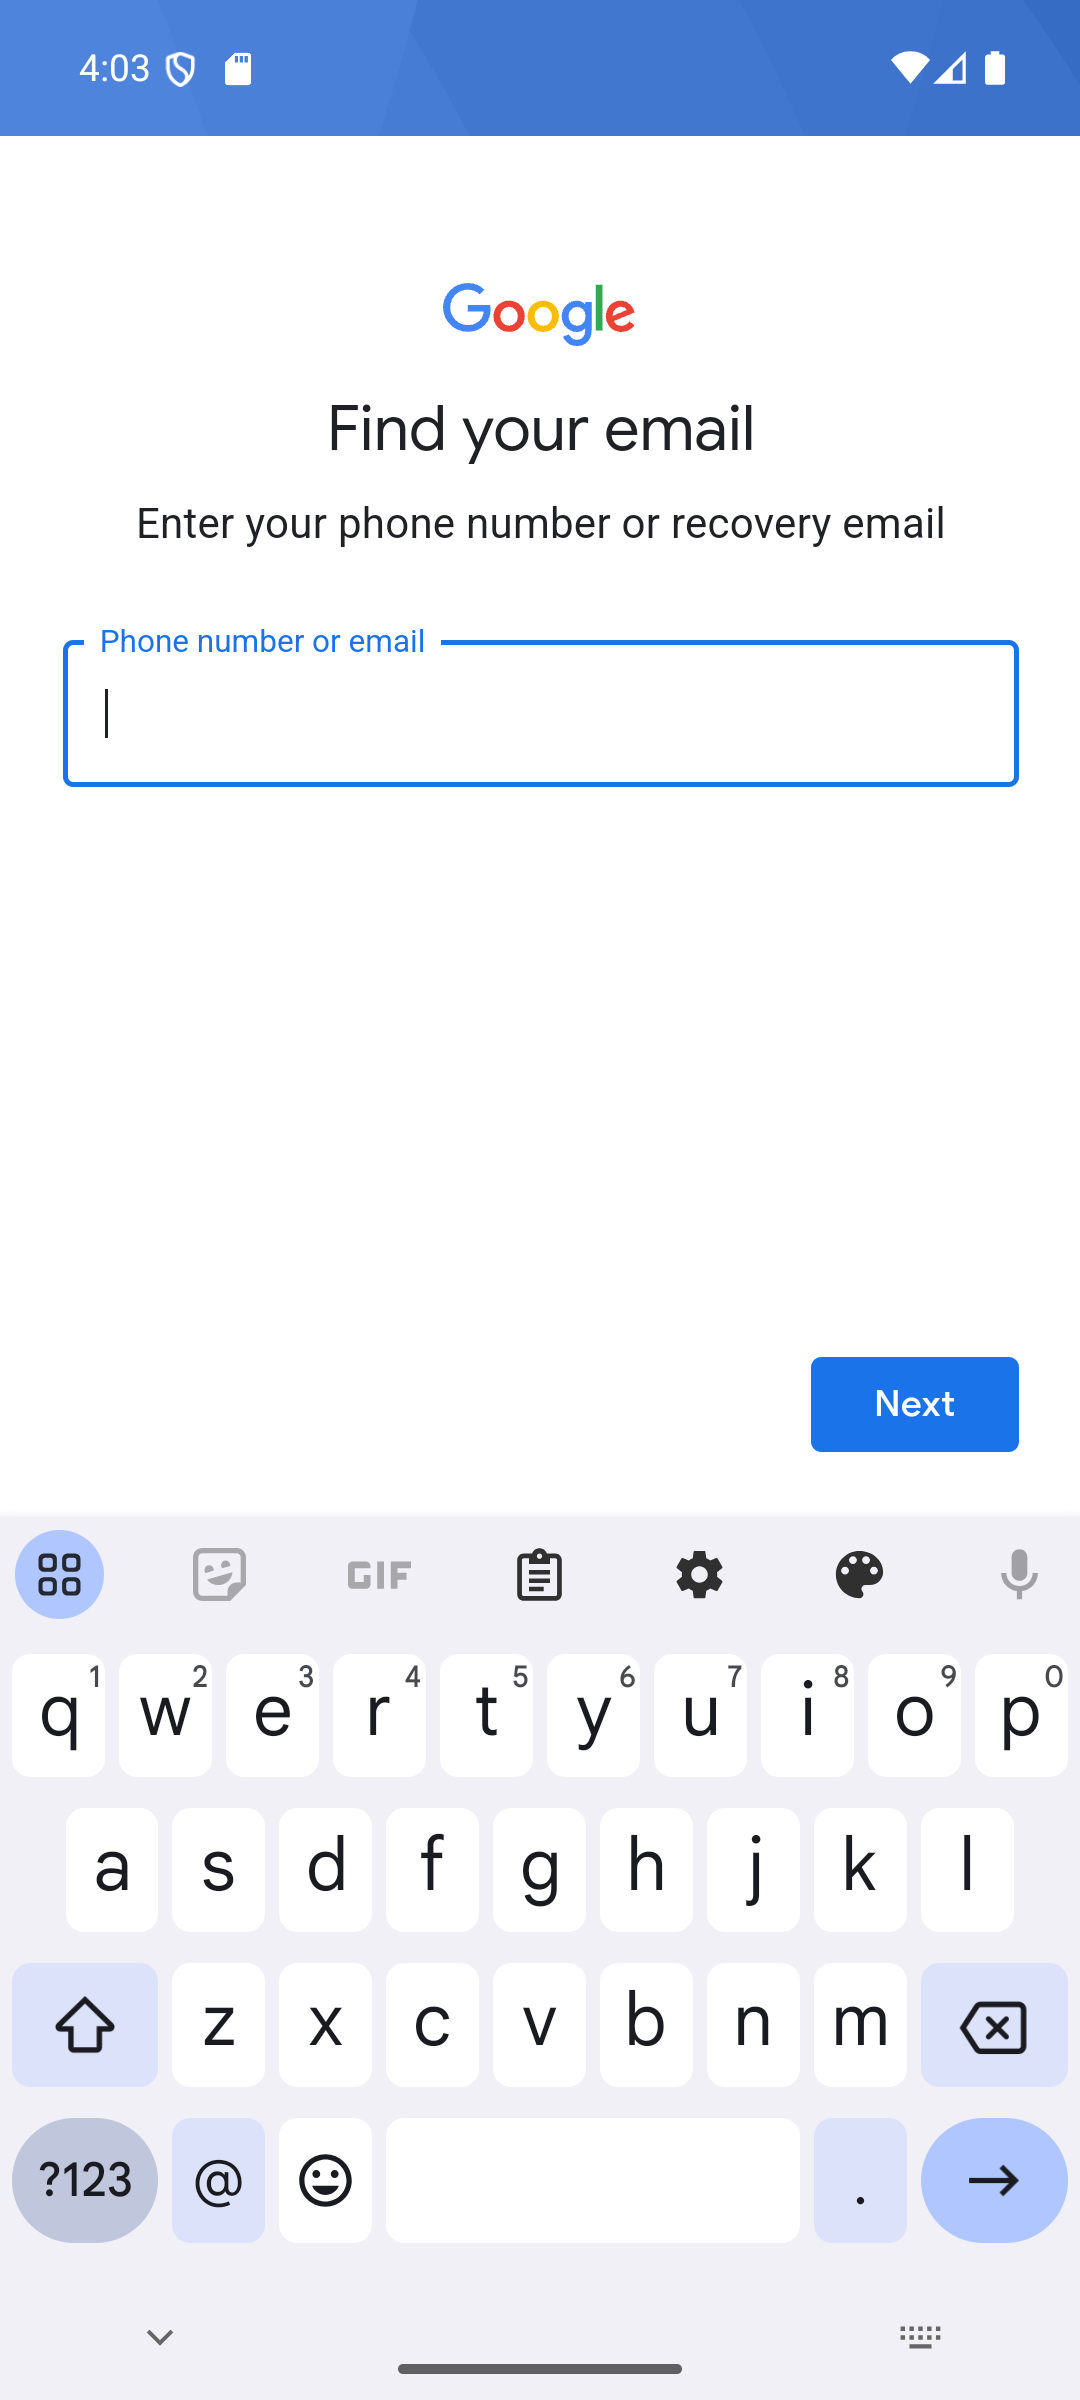 4:03
Google
Find your email
Enter your phone number or recovery email
Phone number or email
Next
GIF
q 1 w 2 e 3 r 4 t 5 y 6 u 7 i 8 o 9 p 0
a s d f g h j k l
z x c v b n m
?123 @ .